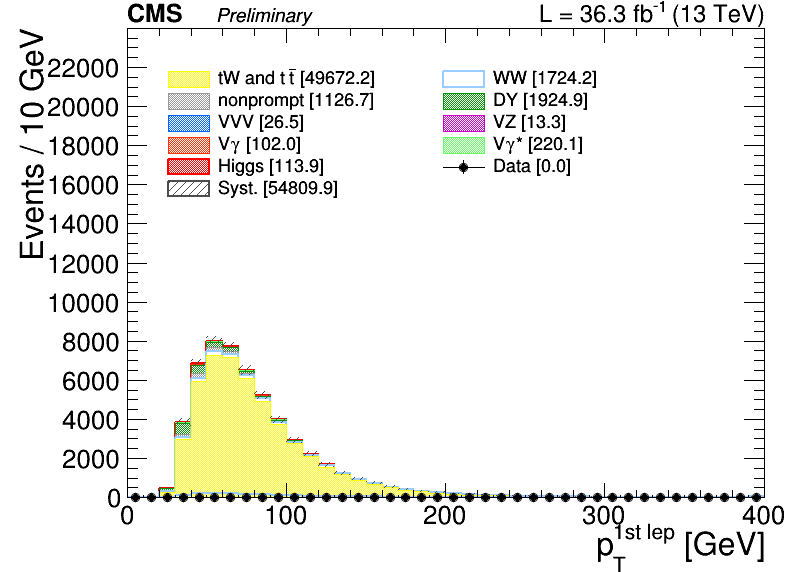 CMS Preliminary L = 36.3 fb⁻¹ (13 TeV)
Events / 10 GeV
22000
20000
18000
16000
14000
12000
10000
8000
6000
4000
2000
0
tW and tt̅ [49672.2]
WW [1724.2]
nonprompt [1126.7]
DY [1924.9]
VVV [26.5]
VZ [13.3]
Vγ [102.0]
Vγ* [220.1]
Higgs [113.9]
Data [0.0]
Syst. [54809.9]
0 100 200 300 400
p_T^1st lep [GeV]